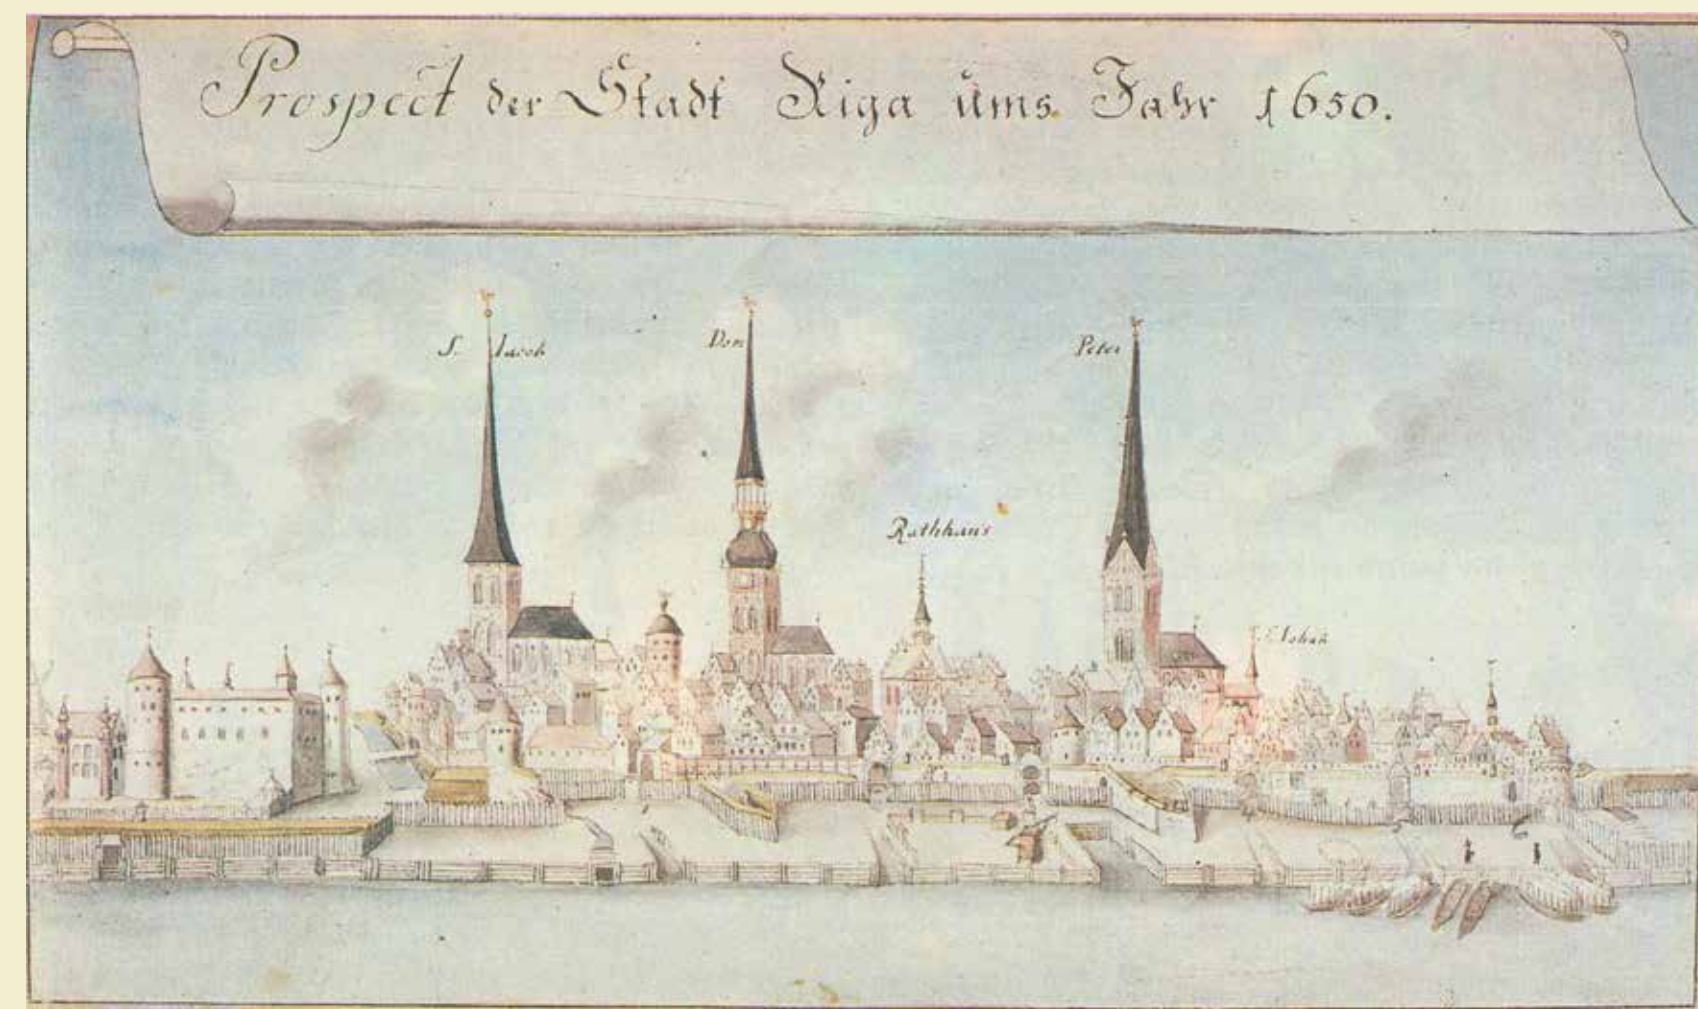 Prospect der Stadt Riga ums Jahr 1650.
S. Jacob
Dom
Peter
Rathhaus
S. Johan̄